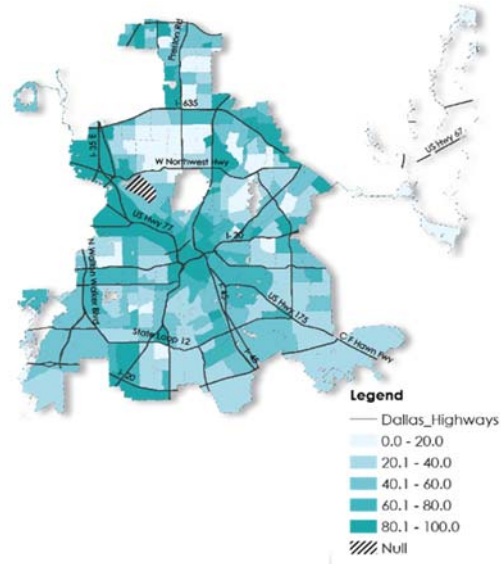 Preston Rd
I- 635
I- 35 E
W Northwest Hwy
US Hwy 67
US Hwy 77
I- 20
N Walton Walker Blvd
I- 45
US Hwy 175
State Loop 12
C F Hawn Fwy
I- 45
I- 20
Legend
Dallas_Highways
0.0 - 20.0
20.1 - 40.0
40.1 - 60.0
60.1 - 80.0
80.1 - 100.0
Null